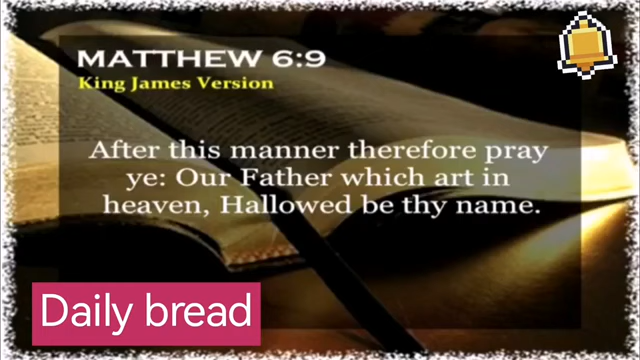 MATTHEW 6:9
King James Version
After this manner therefore pray
ye: Our Father which art in
heaven, Hallowed be thy name.
Daily bread